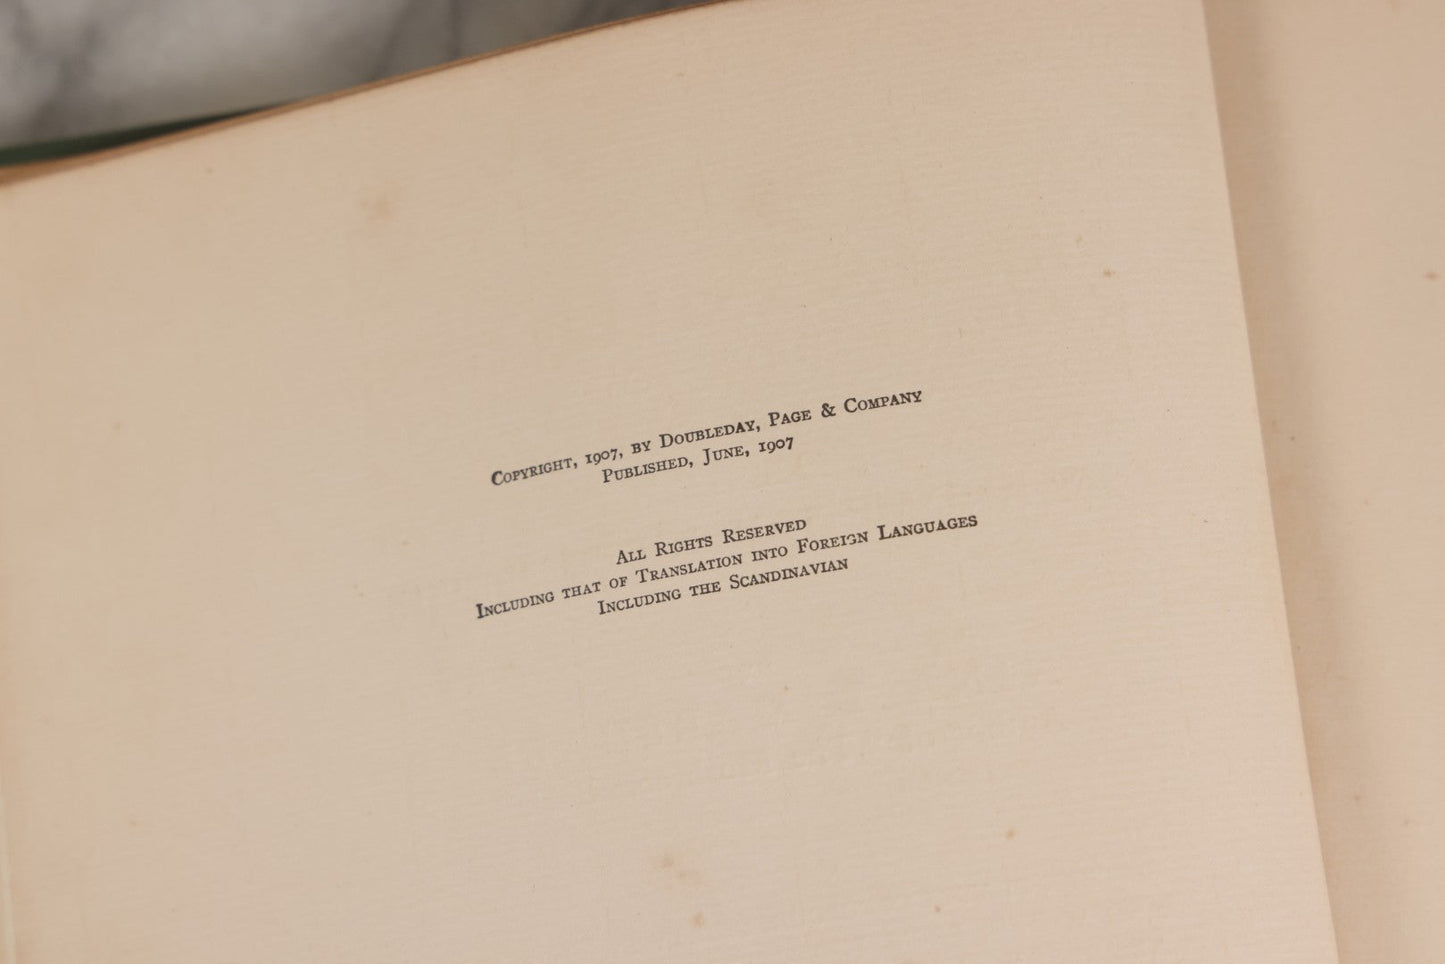 Copyright, 1907, by Doubleday, Page & Company
Published, June, 1907
All Rights Reserved
Including that of Translation into Foreign Languages
Including the Scandinavian